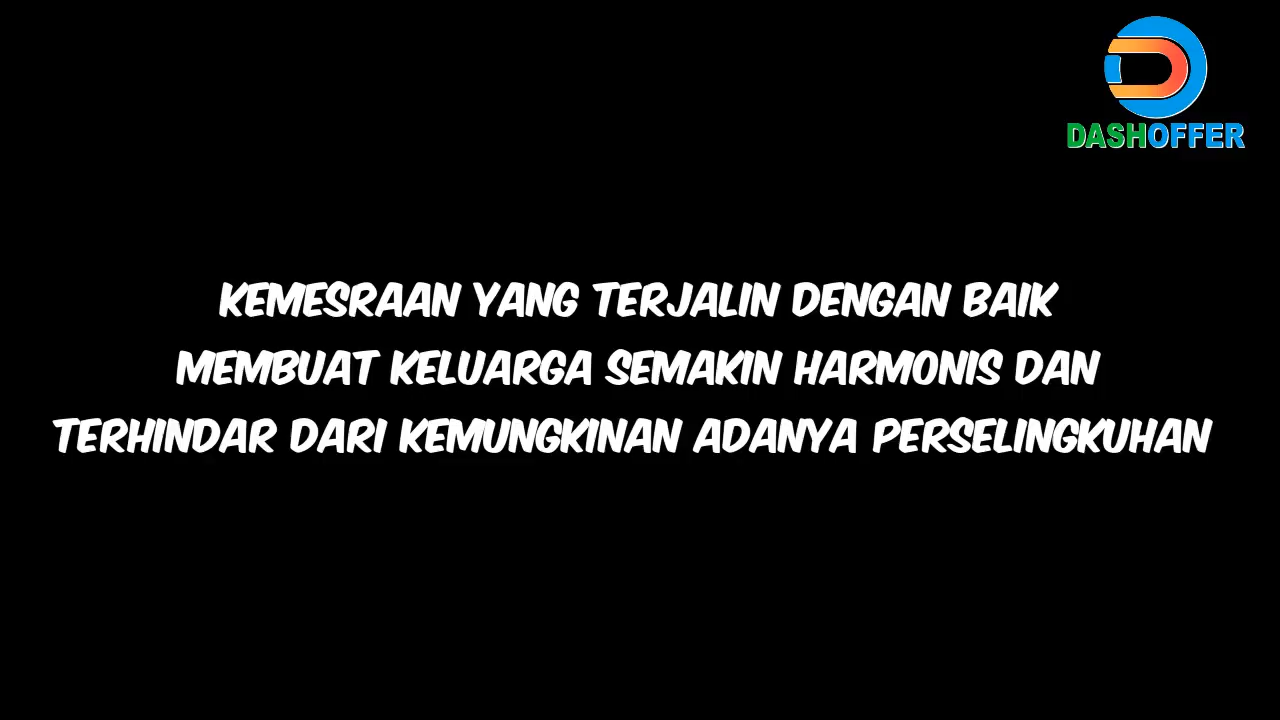 DASHOFFER
KEMESRAAN YANG TERJALIN DENGAN BAIK
MEMBUAT KELUARGA SEMAKIN HARMONIS DAN
TERHINDAR DARI KEMUNGKINAN ADANYA PERSELINGKUHAN